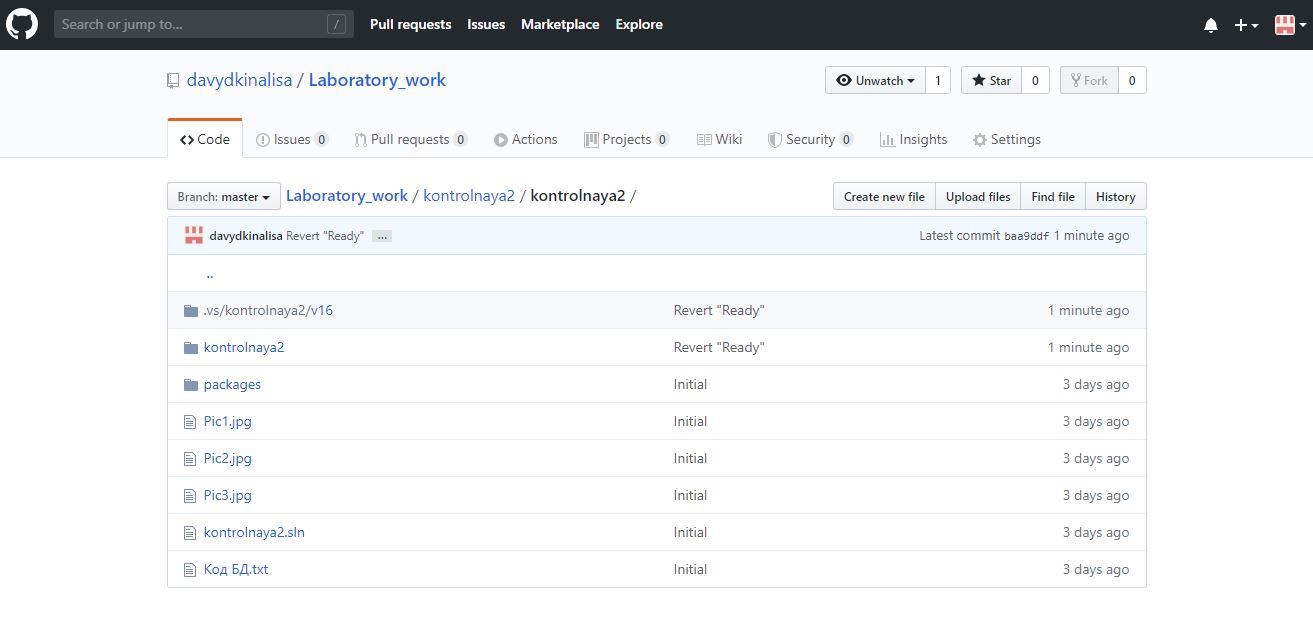 Search or jump to... / Pull requests Issues Marketplace Explore
davydkinalisa / Laboratory_work Unwatch 1 Star 0 Fork 0
Code Issues 0 Pull requests 0 Actions Projects 0 Wiki Security 0 Insights Settings
Branch: master Laboratory_work / kontrolnaya2 / kontrolnaya2 / Create new file Upload files Find file History
davydkinalisa Revert "Ready" ... Latest commit baa9ddf 1 minute ago
..
.vs/kontrolnaya2/v16 Revert "Ready" 1 minute ago
kontrolnaya2 Revert "Ready" 1 minute ago
packages Initial 3 days ago
Pic1.jpg Initial 3 days ago
Pic2.jpg Initial 3 days ago
Pic3.jpg Initial 3 days ago
kontrolnaya2.sln Initial 3 days ago
Код БД.txt Initial 3 days ago